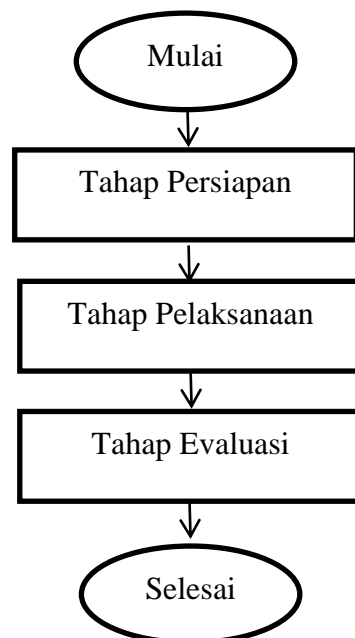 Mulai
Tahap Persiapan
Tahap Pelaksanaan
Tahap Evaluasi
Selesai